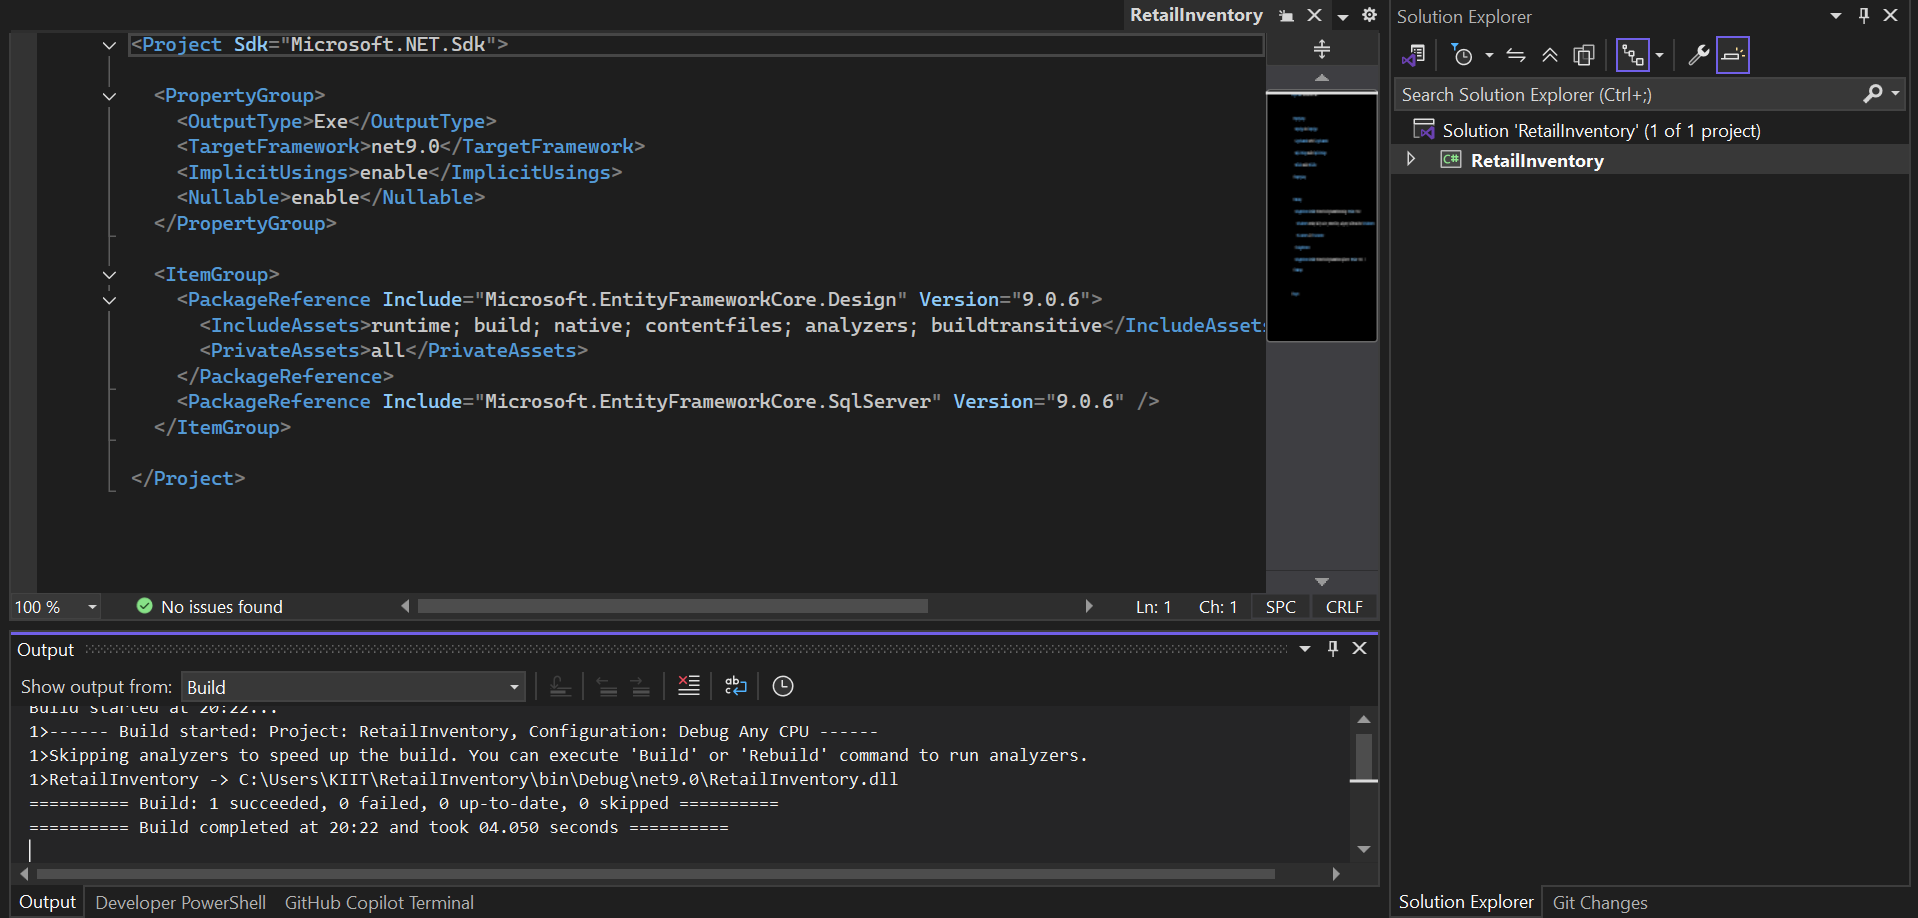 RetailInventory
<Project Sdk="Microsoft.NET.Sdk">
<PropertyGroup>
<OutputType>Exe</OutputType>
<TargetFramework>net9.0</TargetFramework>
<ImplicitUsings>enable</ImplicitUsings>
<Nullable>enable</Nullable>
</PropertyGroup>
<ItemGroup>
<PackageReference Include="Microsoft.EntityFrameworkCore.Design" Version="9.0.6">
<IncludeAssets>runtime; build; native; contentfiles; analyzers; buildtransitive</IncludeAssets
<PrivateAssets>all</PrivateAssets>
</PackageReference>
<PackageReference Include="Microsoft.EntityFrameworkCore.SqlServer" Version="9.0.6" />
</ItemGroup>
</Project>
100 % No issues found Ln: 1 Ch: 1 SPC CRLF
Output
Show output from: Build
Build started at 20:22...
1>------ Build started: Project: RetailInventory, Configuration: Debug Any CPU ------
1>Skipping analyzers to speed up the build. You can execute 'Build' or 'Rebuild' command to run analyzers.
1>RetailInventory -> C:\Users\KIIT\RetailInventory\bin\Debug\net9.0\RetailInventory.dll
========== Build: 1 succeeded, 0 failed, 0 up-to-date, 0 skipped ==========
========== Build completed at 20:22 and took 04.050 seconds ==========
Output Developer PowerShell GitHub Copilot Terminal
Solution Explorer
Search Solution Explorer (Ctrl+;)
Solution 'RetailInventory' (1 of 1 project)
C# RetailInventory
Solution Explorer Git Changes